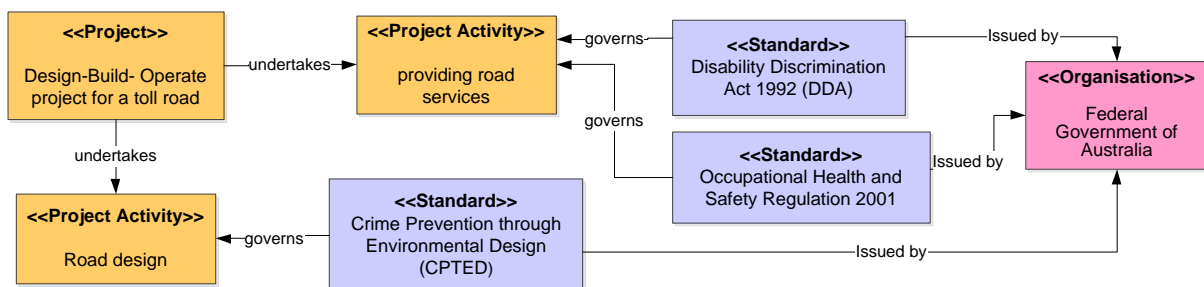 <<Project>>
Design-Build- Operate
project for a toll road
undertakes
<<Project Activity>>
providing road
services
governs
<<Standard>>
Disability Discrimination
Act 1992 (DDA)
Issued by
<<Organisation>>
Federal
Government of
Australia
governs
<<Standard>>
Occupational Health and
Safety Regulation 2001
Issued by
undertakes
<<Project Activity>>
Road design
governs
<<Standard>>
Crime Prevention through
Environmental Design
(CPTED)
Issued by